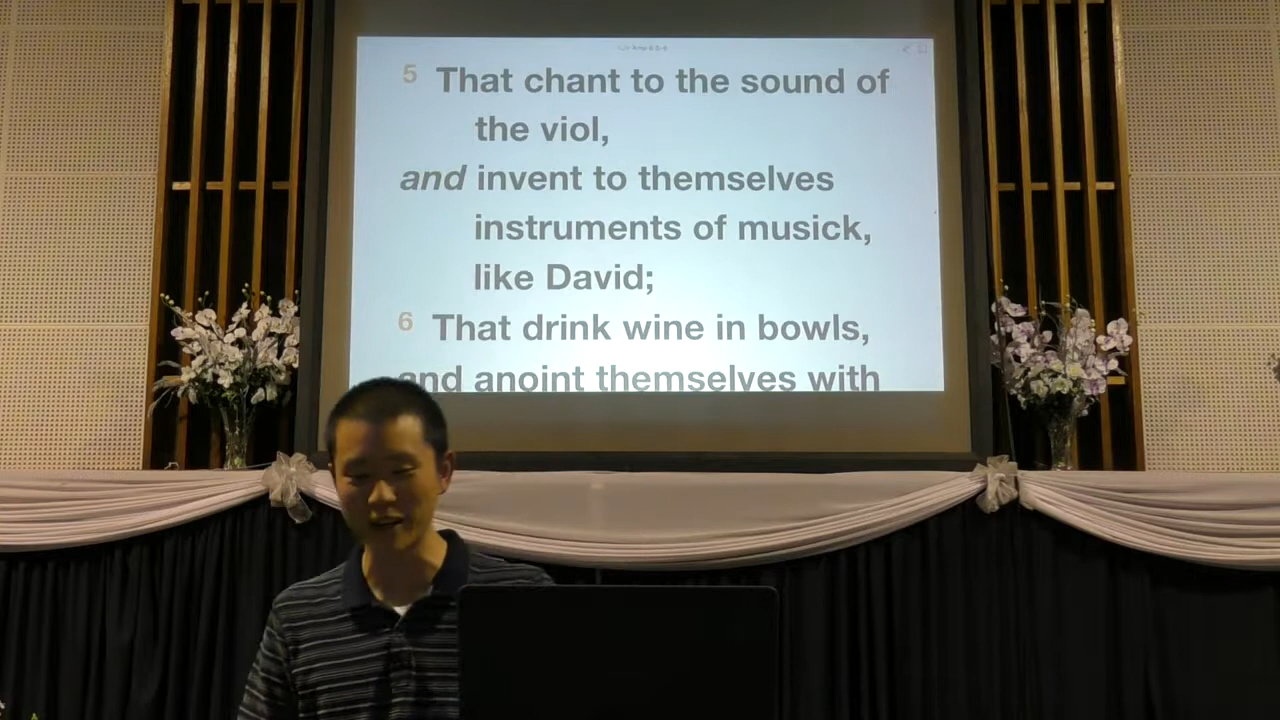 5 That chant to the sound of
the viol,
and invent to themselves
instruments of musick,
like David;
6 That drink wine in bowls,
and anoint themselves with